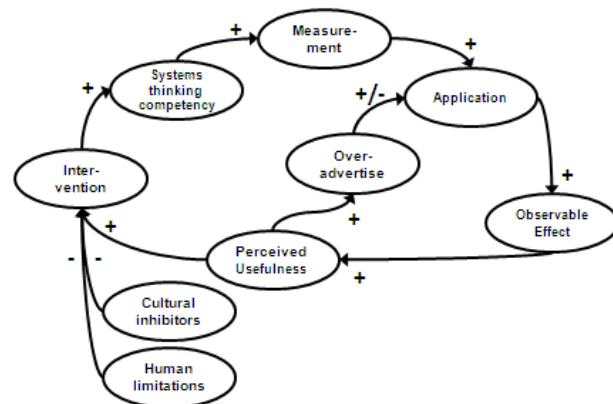 +
Measure-
ment
+
+
Systems
thinking
competency
+/-
Application
Over-
advertise
Inter-
vention
+
+
Observable
Effect
+
-
-
Perceived
Usefulness
+
Cultural
inhibitors
Human
limitations